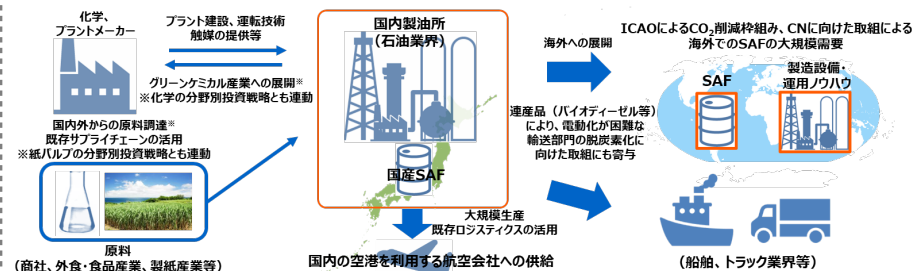 化学、
プラントメーカー
プラント建設、運転技術
触媒の提供等
グリーンケミカル産業への展開※
※化学の分野別投資戦略とも連動
国内外からの原料調達※
既存サプライチェーンの活用
※紙パルプの分野別投資戦略とも連動
原料
（商社、外食・食品産業、製紙産業等）
国内製油所
（石油業界）
国産SAF
大規模生産
既存ロジスティクスの活用
国内の空港を利用する航空会社への供給
海外への展開
連産品（バイオディーゼル等）
により、電動化が困難な
輸送部門の脱炭素化に
向けた取組にも寄与
ICAOによるCO₂削減枠組み、CNに向けた取組による
海外でのSAFの大規模需要
SAF
製造設備・
運用ノウハウ
（船舶、トラック業界等）